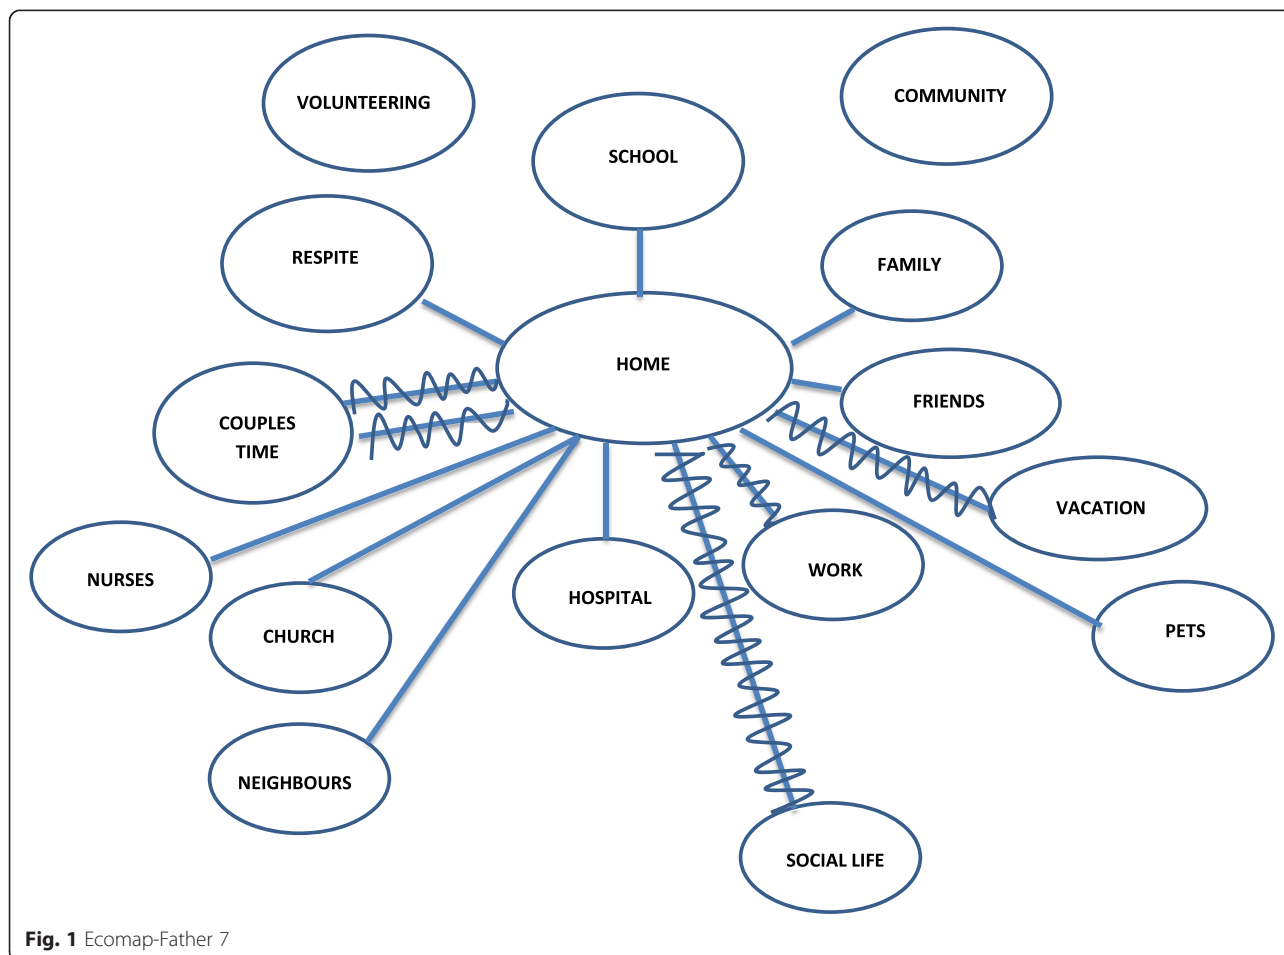 VOLUNTEERING
COMMUNITY
SCHOOL
RESPITE
FAMILY
HOME
FRIENDS
COUPLES
TIME
VACATION
NURSES
WORK
HOSPITAL
CHURCH
PETS
NEIGHBOURS
SOCIAL LIFE
Fig. 1 Ecomap-Father 7